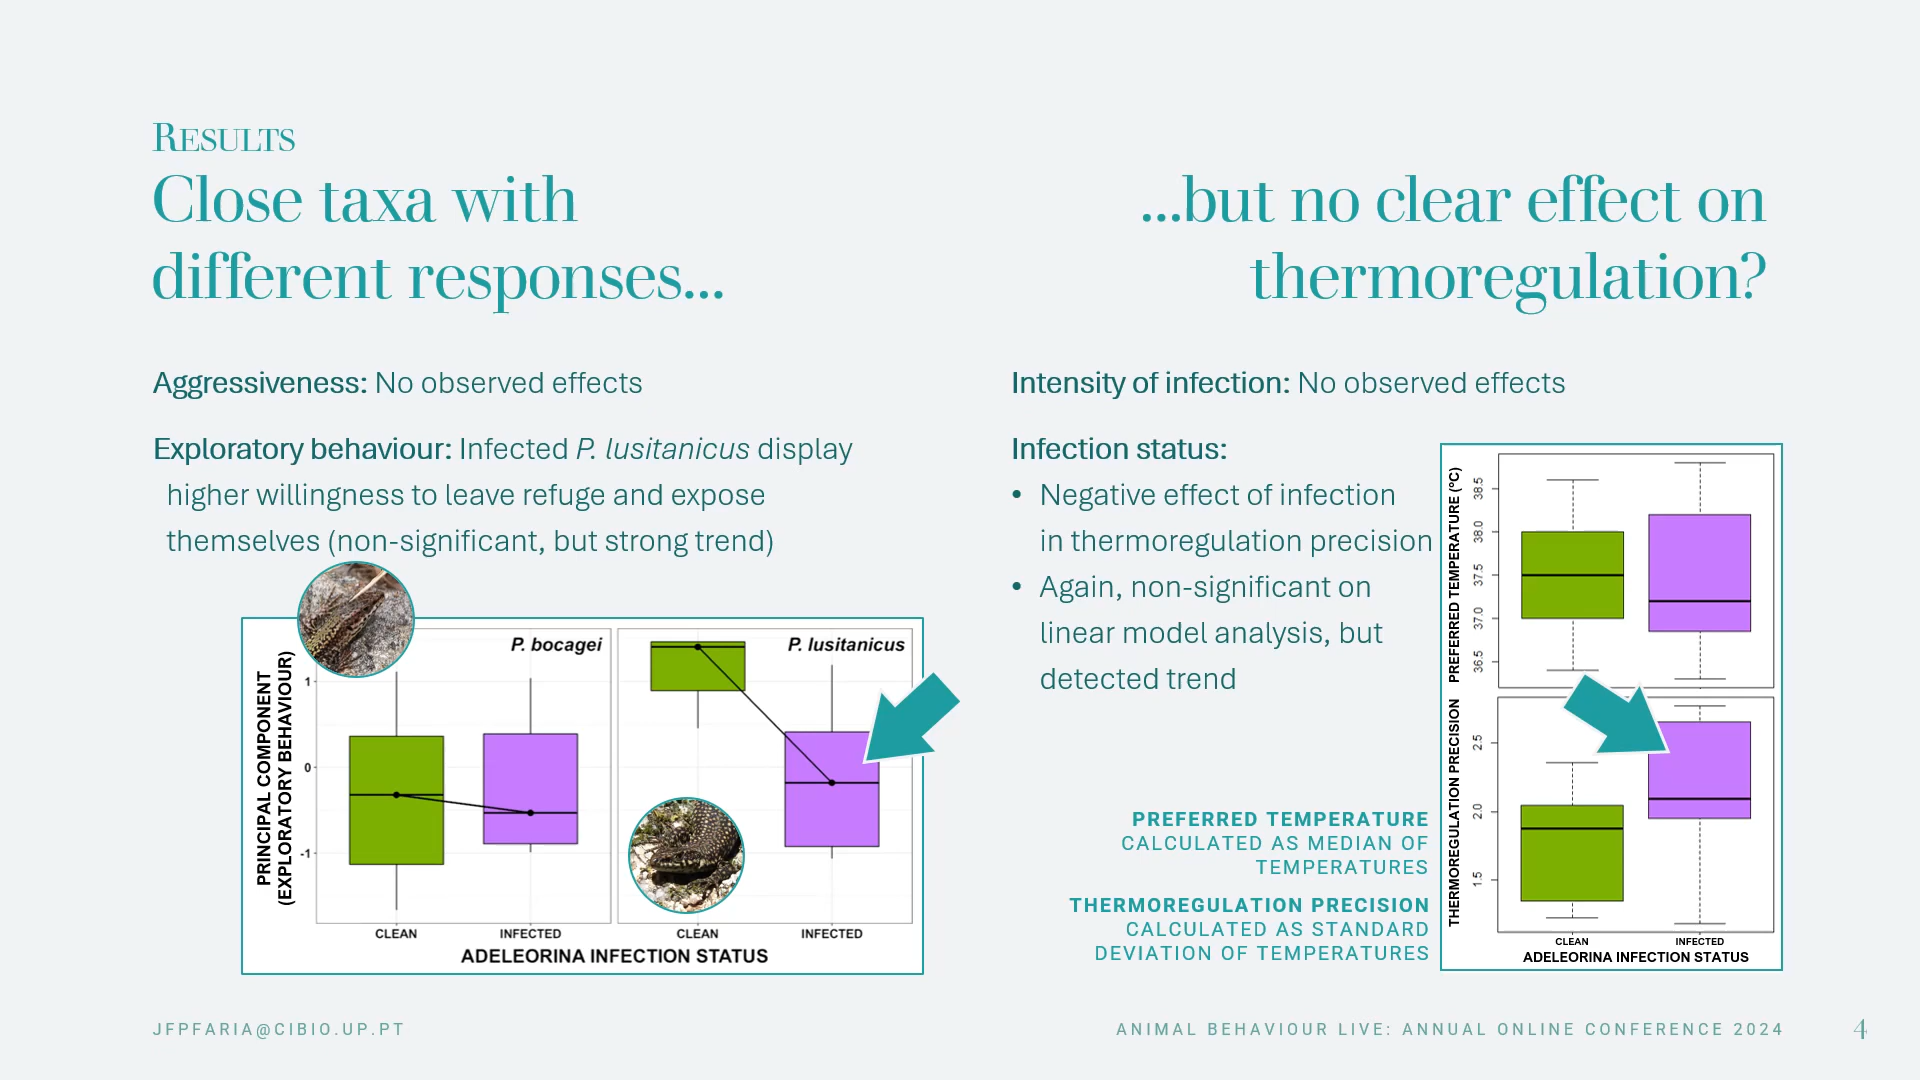 RESULTS
Close taxa with
different responses...
...but no clear effect on
thermoregulation?
Aggressiveness: No observed effects
Exploratory behaviour: Infected P. lusitanicus display
higher willingness to leave refuge and expose
themselves (non-significant, but strong trend)
PRINCIPAL COMPONENT
(EXPLORATORY BEHAVIOUR)
1
0
-1
P. bocagei
P. lusitanicus
CLEAN
INFECTED
CLEAN
INFECTED
ADELEORINA INFECTION STATUS
Intensity of infection: No observed effects
Infection status:
• Negative effect of infection
in thermoregulation precision
• Again, non-significant on
linear model analysis, but
detected trend
PREFERRED TEMPERATURE
CALCULATED AS MEDIAN OF
TEMPERATURES
THERMOREGULATION PRECISION
CALCULATED AS STANDARD
DEVIATION OF TEMPERATURES
PREFERRED TEMPERATURE (ºC)
38.5
38.0
37.5
37.0
36.5
THERMOREGULATION PRECISION
2.5
2.0
1.5
CLEAN
INFECTED
ADELEORINA INFECTION STATUS
JFPFARIA@CIBIO.UP.PT
ANIMAL BEHAVIOUR LIVE: ANNUAL ONLINE CONFERENCE 2024
4